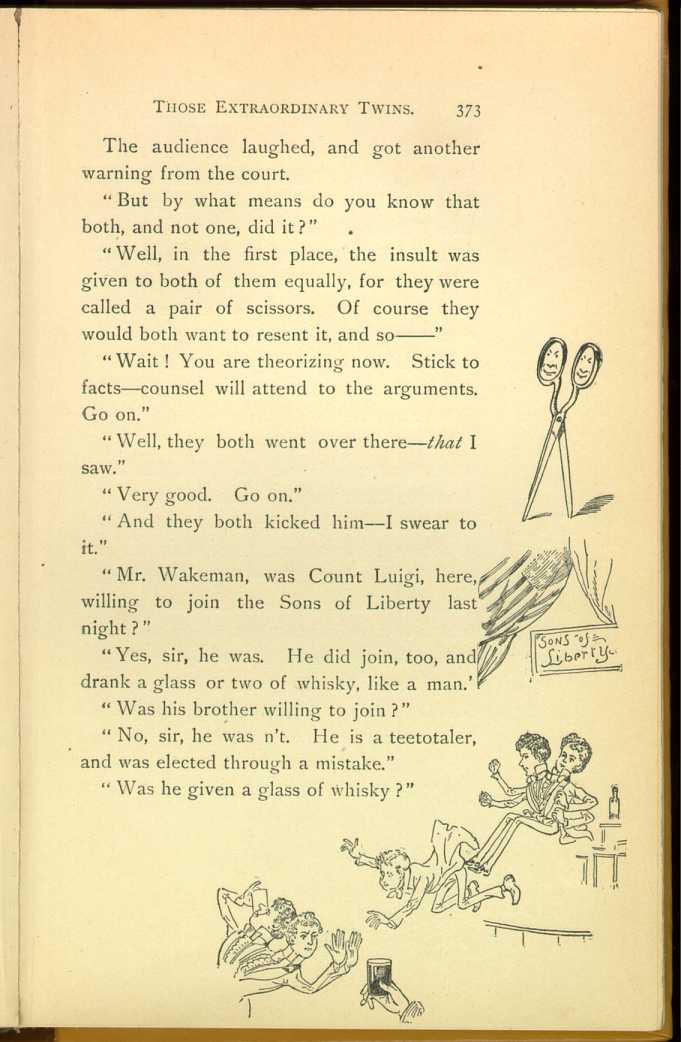 THOSE EXTRAORDINARY TWINS. 373
The audience laughed, and got another
warning from the court.
“ But by what means do you know that
both, and not one, did it ? ”
“ Well, in the first place, the insult was
given to both of them equally, for they were
called a pair of scissors. Of course they
would both want to resent it, and so——”
“ Wait ! You are theorizing now. Stick to
facts—counsel will attend to the arguments.
Go on.”
“ Well, they both went over there—that I
saw.”
“ Very good. Go on.”
“ And they both kicked him—I swear to
it.”
“ Mr. Wakeman, was Count Luigi, here,
willing to join the Sons of Liberty last
night ? ”
“ Yes, sir, he was. He did join, too, and
drank a glass or two of whisky, like a man.’
“ Was his brother willing to join ? ”
“ No, sir, he was n’t. He is a teetotaler,
and was elected through a mistake.”
“ Was he given a glass of whisky ? ”
SONS of
Liberty